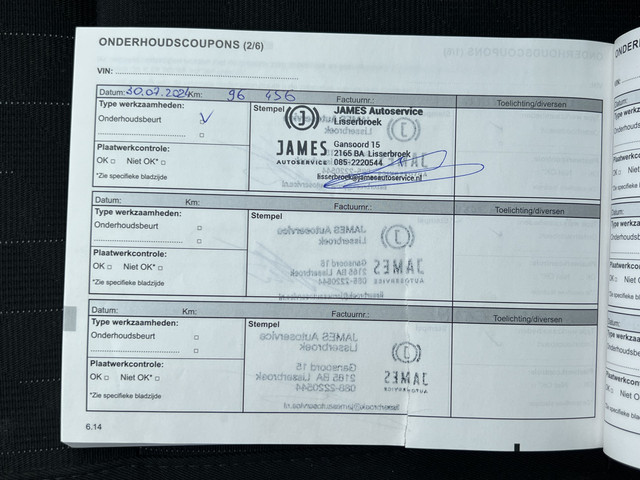 ONDERHOUDSCOUPONS (2/6)
VIN:
Datum: 30.07.2024 Km: 96 456 Factuurnr.: Toelichting/diversen
Type werkzaamheden:
Onderhoudsbeurt V
Stempel
JAMES Autoservice
Lisserbroek
Gansoord 15
2165 BA Lisserbroek
085-2220544
lisserbroek@jamesautoservice.nl
J
JAMES
AUTOSERVICE
Plaatwerkcontrole:
OK □ Niet OK* □
*Zie specifieke bladzijde
Datum: Km: Factuurnr.: Toelichting/diversen
Type werkzaamheden: Stempel
Onderhoudsbeurt □
□
Plaatwerkcontrole:
OK □ Niet OK* □
*Zie specifieke bladzijde
Datum: Km: Factuurnr.: Toelichting/diversen
Type werkzaamheden: Stempel
Onderhoudsbeurt □
□
Plaatwerkcontrole:
OK □ Niet OK* □
*Zie specifieke bladzijde
6.14